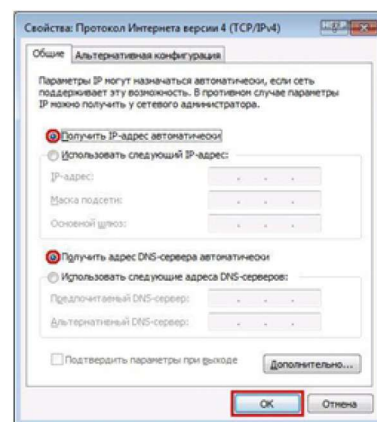 Свойства: Протокол Интернета версии 4 (TCP/IPv4)
Общие Альтернативная конфигурация
Параметры IP могут назначаться автоматически, если сеть
поддерживает эту возможность. В противном случае параметры
IP можно получить у сетевого администратора.
Получить IP-адрес автоматически
Использовать следующий IP-адрес:
IP-адрес:
Маска подсети:
Основной шлюз:
Получить адрес DNS-сервера автоматически
Использовать следующие адреса DNS-серверов:
Предпочитаемый DNS-сервер:
Альтернативный DNS-сервер:
Подтвердить параметры при выходе
Дополнительно...
OK Отмена